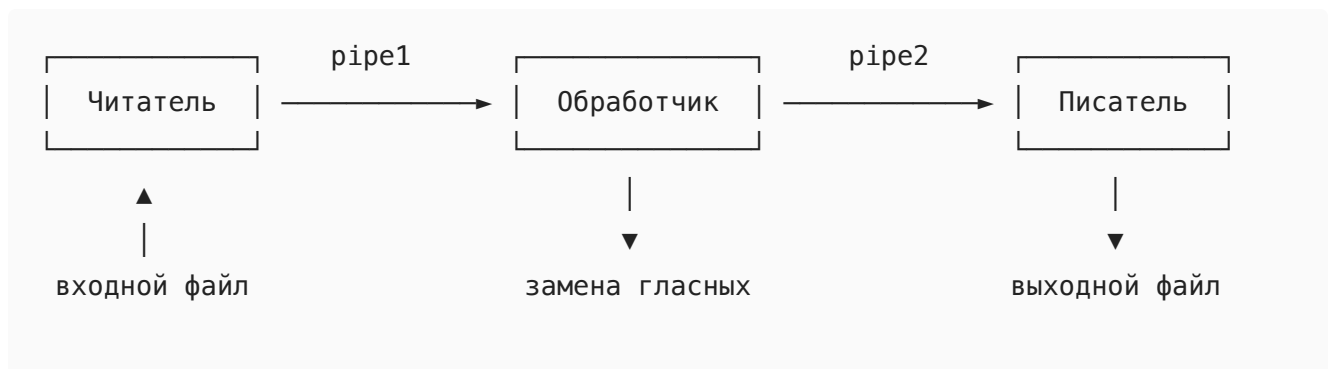 pipe1 pipe2
Читатель Обработчик Писатель
входной файл замена гласных выходной файл